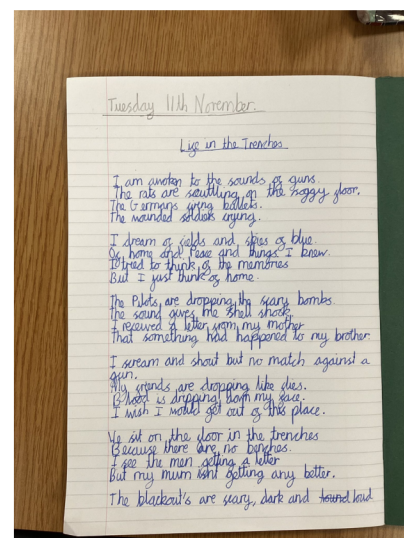 Tuesday 11th November.
Life in the Trenches
I am awoken to the sounds of guns.
The rats are scuttling on the soggy floor.
The Germans firing bullets.
The wounded soldiers crying.
I dream of fields and skies of blue.
Of home and Peace and things I knew.
I tried to think of the memories
But I just think of home.
The Pilots, are dropping the scary bombs.
The sound gives me shell shock.
I received a letter from my mother
That something had happened to my brother.
I scream and shout but no match against a
gun.
My friends are dropping like flies.
Blood is dripping down my face.
I wish I would get out of this place.
We sit on the floor in the trenches
Because there are no benches.
I see the men getting a letter
But my mum isn't getting any better.
The blackout's are scary, dark and loud